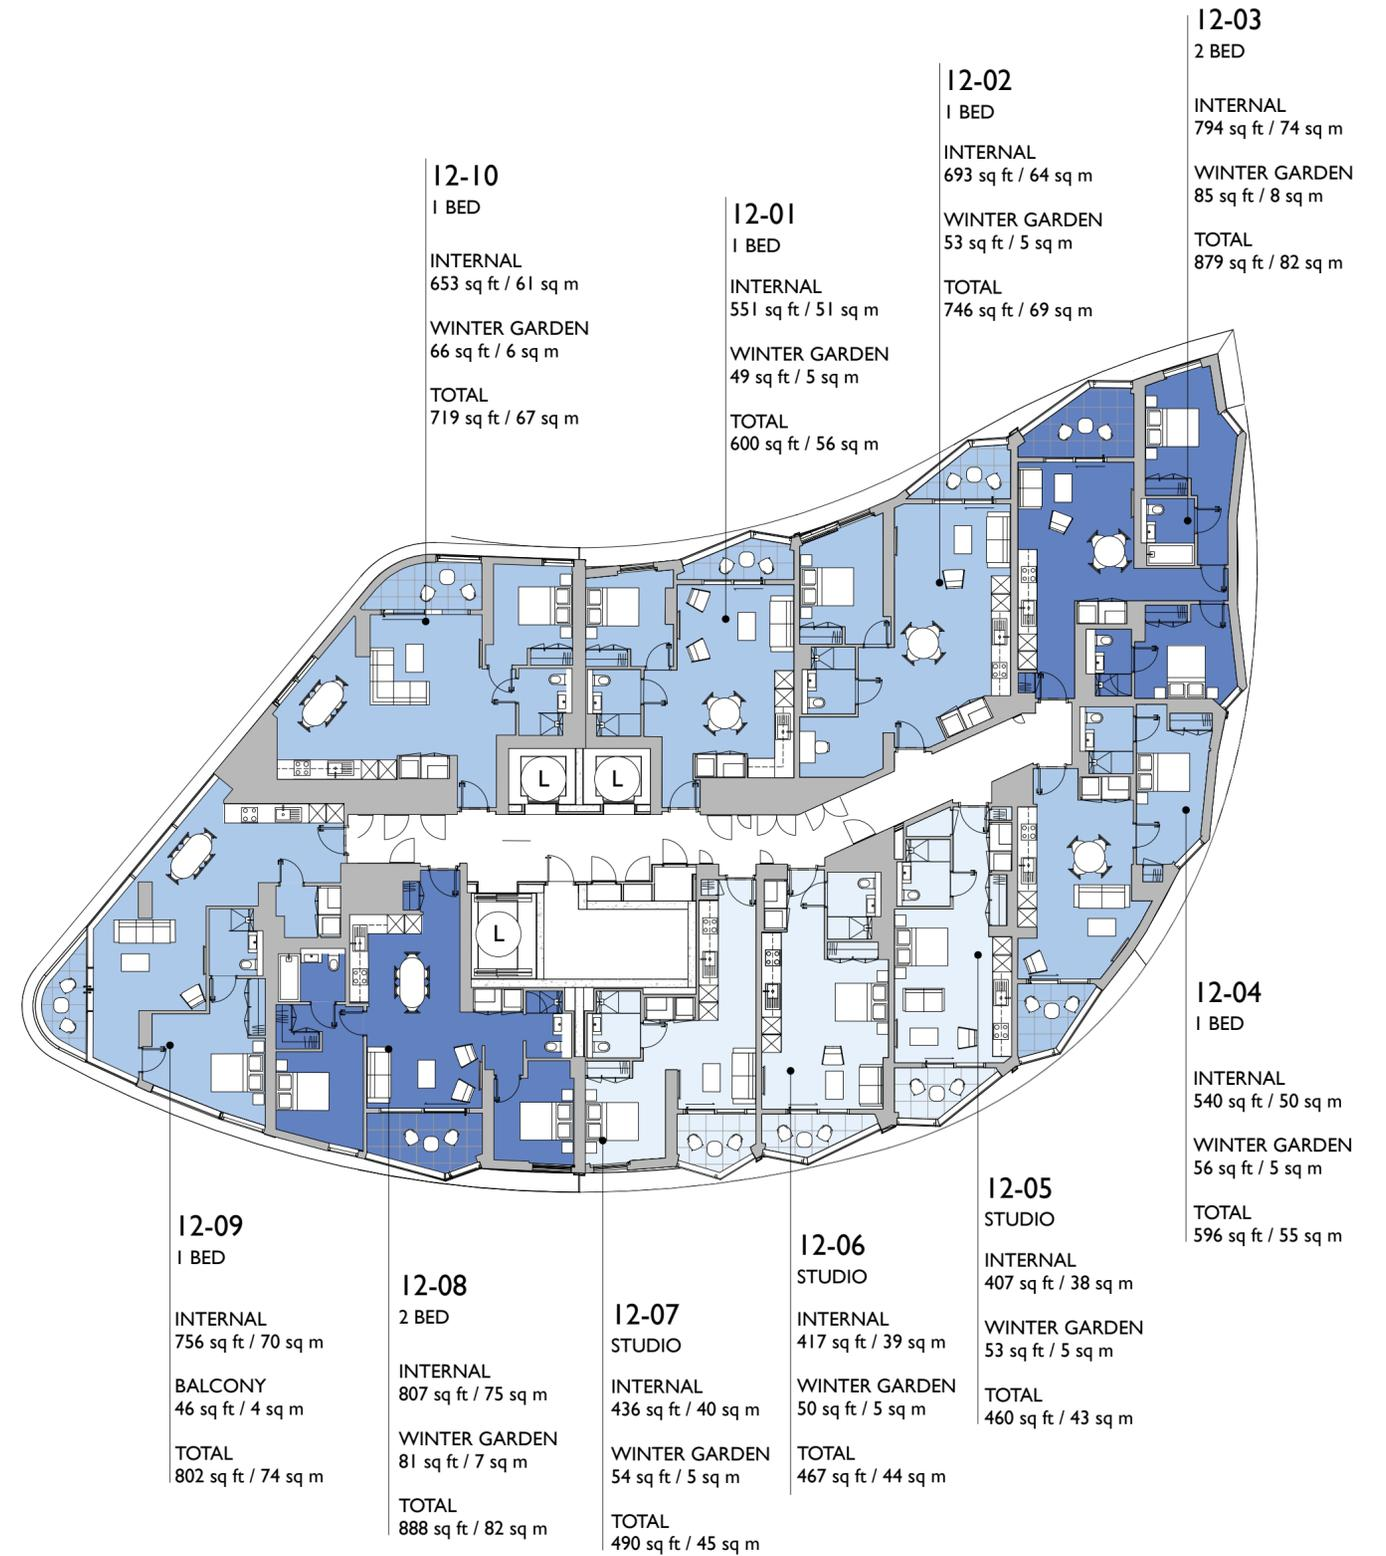 12-03
2 BED
INTERNAL
794 sq ft / 74 sq m
WINTER GARDEN
85 sq ft / 8 sq m
TOTAL
879 sq ft / 82 sq m
12-02
1 BED
INTERNAL
693 sq ft / 64 sq m
WINTER GARDEN
53 sq ft / 5 sq m
TOTAL
746 sq ft / 69 sq m
12-10
1 BED
INTERNAL
653 sq ft / 61 sq m
WINTER GARDEN
66 sq ft / 6 sq m
TOTAL
719 sq ft / 67 sq m
12-01
1 BED
INTERNAL
551 sq ft / 51 sq m
WINTER GARDEN
49 sq ft / 5 sq m
TOTAL
600 sq ft / 56 sq m
L
L
L
12-04
1 BED
INTERNAL
540 sq ft / 50 sq m
WINTER GARDEN
56 sq ft / 5 sq m
TOTAL
596 sq ft / 55 sq m
12-09
1 BED
INTERNAL
756 sq ft / 70 sq m
BALCONY
46 sq ft / 4 sq m
TOTAL
802 sq ft / 74 sq m
12-08
2 BED
INTERNAL
807 sq ft / 75 sq m
WINTER GARDEN
81 sq ft / 7 sq m
TOTAL
888 sq ft / 82 sq m
12-07
STUDIO
INTERNAL
436 sq ft / 40 sq m
WINTER GARDEN
54 sq ft / 5 sq m
TOTAL
490 sq ft / 45 sq m
12-06
STUDIO
INTERNAL
417 sq ft / 39 sq m
WINTER GARDEN
50 sq ft / 5 sq m
TOTAL
467 sq ft / 44 sq m
12-05
STUDIO
INTERNAL
407 sq ft / 38 sq m
WINTER GARDEN
53 sq ft / 5 sq m
TOTAL
460 sq ft / 43 sq m